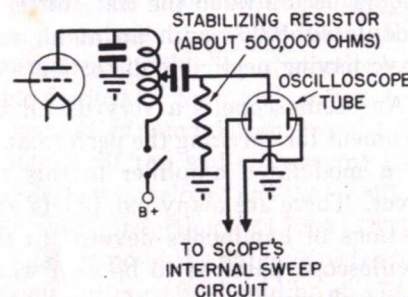 STABILIZING RESISTOR
(ABOUT 500,000 OHMS)
OSCILLOSCOPE
TUBE
B+
TO SCOPE'S
INTERNAL SWEEP
CIRCUIT